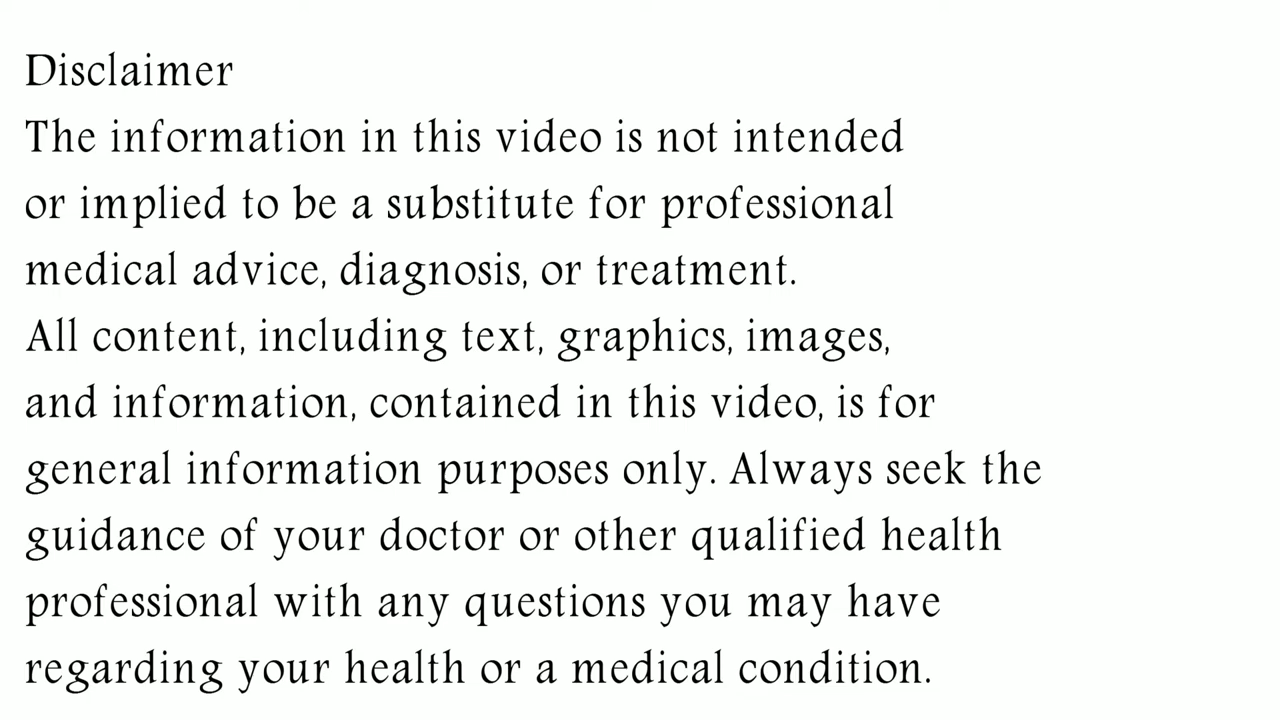 Disclaimer
The information in this video is not intended
or implied to be a substitute for professional
medical advice, diagnosis, or treatment.
All content, including text, graphics, images,
and information, contained in this video, is for
general information purposes only. Always seek the
guidance of your doctor or other qualified health
professional with any questions you may have
regarding your health or a medical condition.